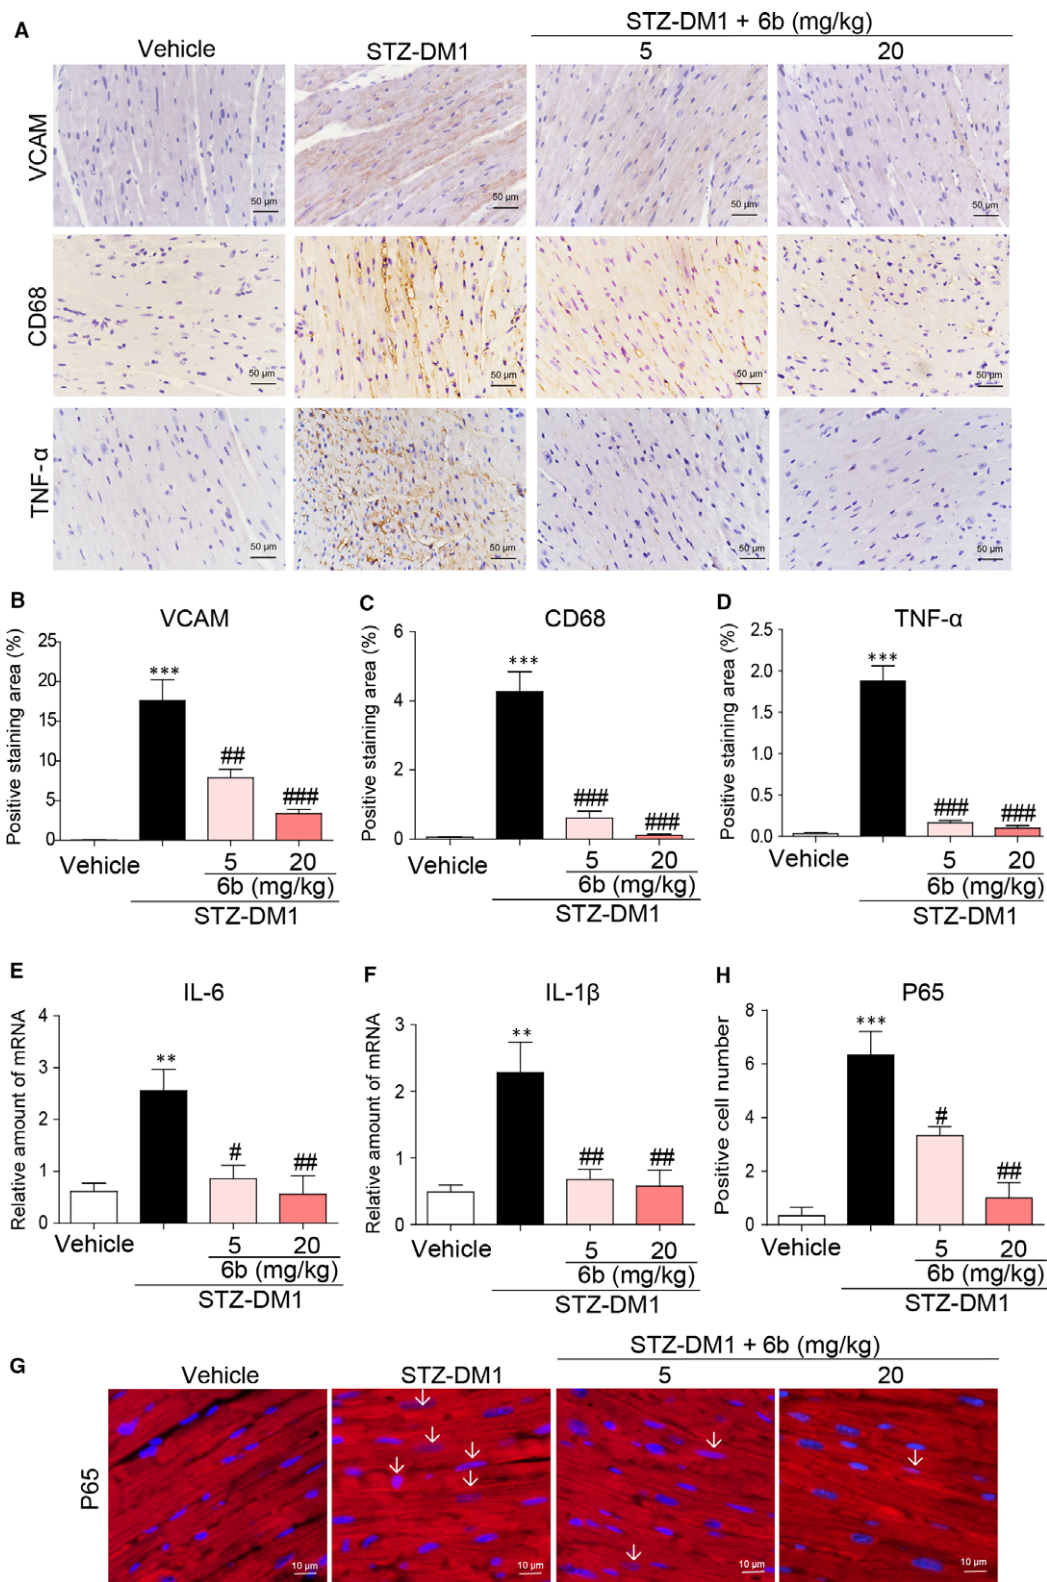 A
STZ-DM1 + 6b (mg/kg)
Vehicle STZ-DM1 5 20
VCAM
50 µm 50 µm 50 µm 50 µm
CD68
50 µm 50 µm 50 µm 50 µm
TNF-α
50 µm 50 µm 50 µm 50 µm
B
VCAM
Positive staining area (%)
25
20
15
10
5
0
***
##
###
Vehicle 5 20
6b (mg/kg)
STZ-DM1
C
CD68
Positive staining area (%)
6
4
2
0
***
###
###
Vehicle 5 20
6b (mg/kg)
STZ-DM1
D
TNF-α
Positive staining area (%)
2.0
1.5
1.0
0.5
0.0
***
###
###
Vehicle 5 20
6b (mg/kg)
STZ-DM1
E
IL-6
Relative amount of mRNA
4
3
2
1
0
**
#
##
Vehicle 5 20
6b (mg/kg)
STZ-DM1
F
IL-1β
Relative amount of mRNA
3
2
1
0
**
##
##
Vehicle 5 20
6b (mg/kg)
STZ-DM1
H
P65
Positive cell number
8
6
4
2
0
***
#
##
Vehicle 5 20
6b (mg/kg)
STZ-DM1
G
STZ-DM1 + 6b (mg/kg)
Vehicle STZ-DM1 5 20
P65
10 µm 10 µm 10 µm 10 µm